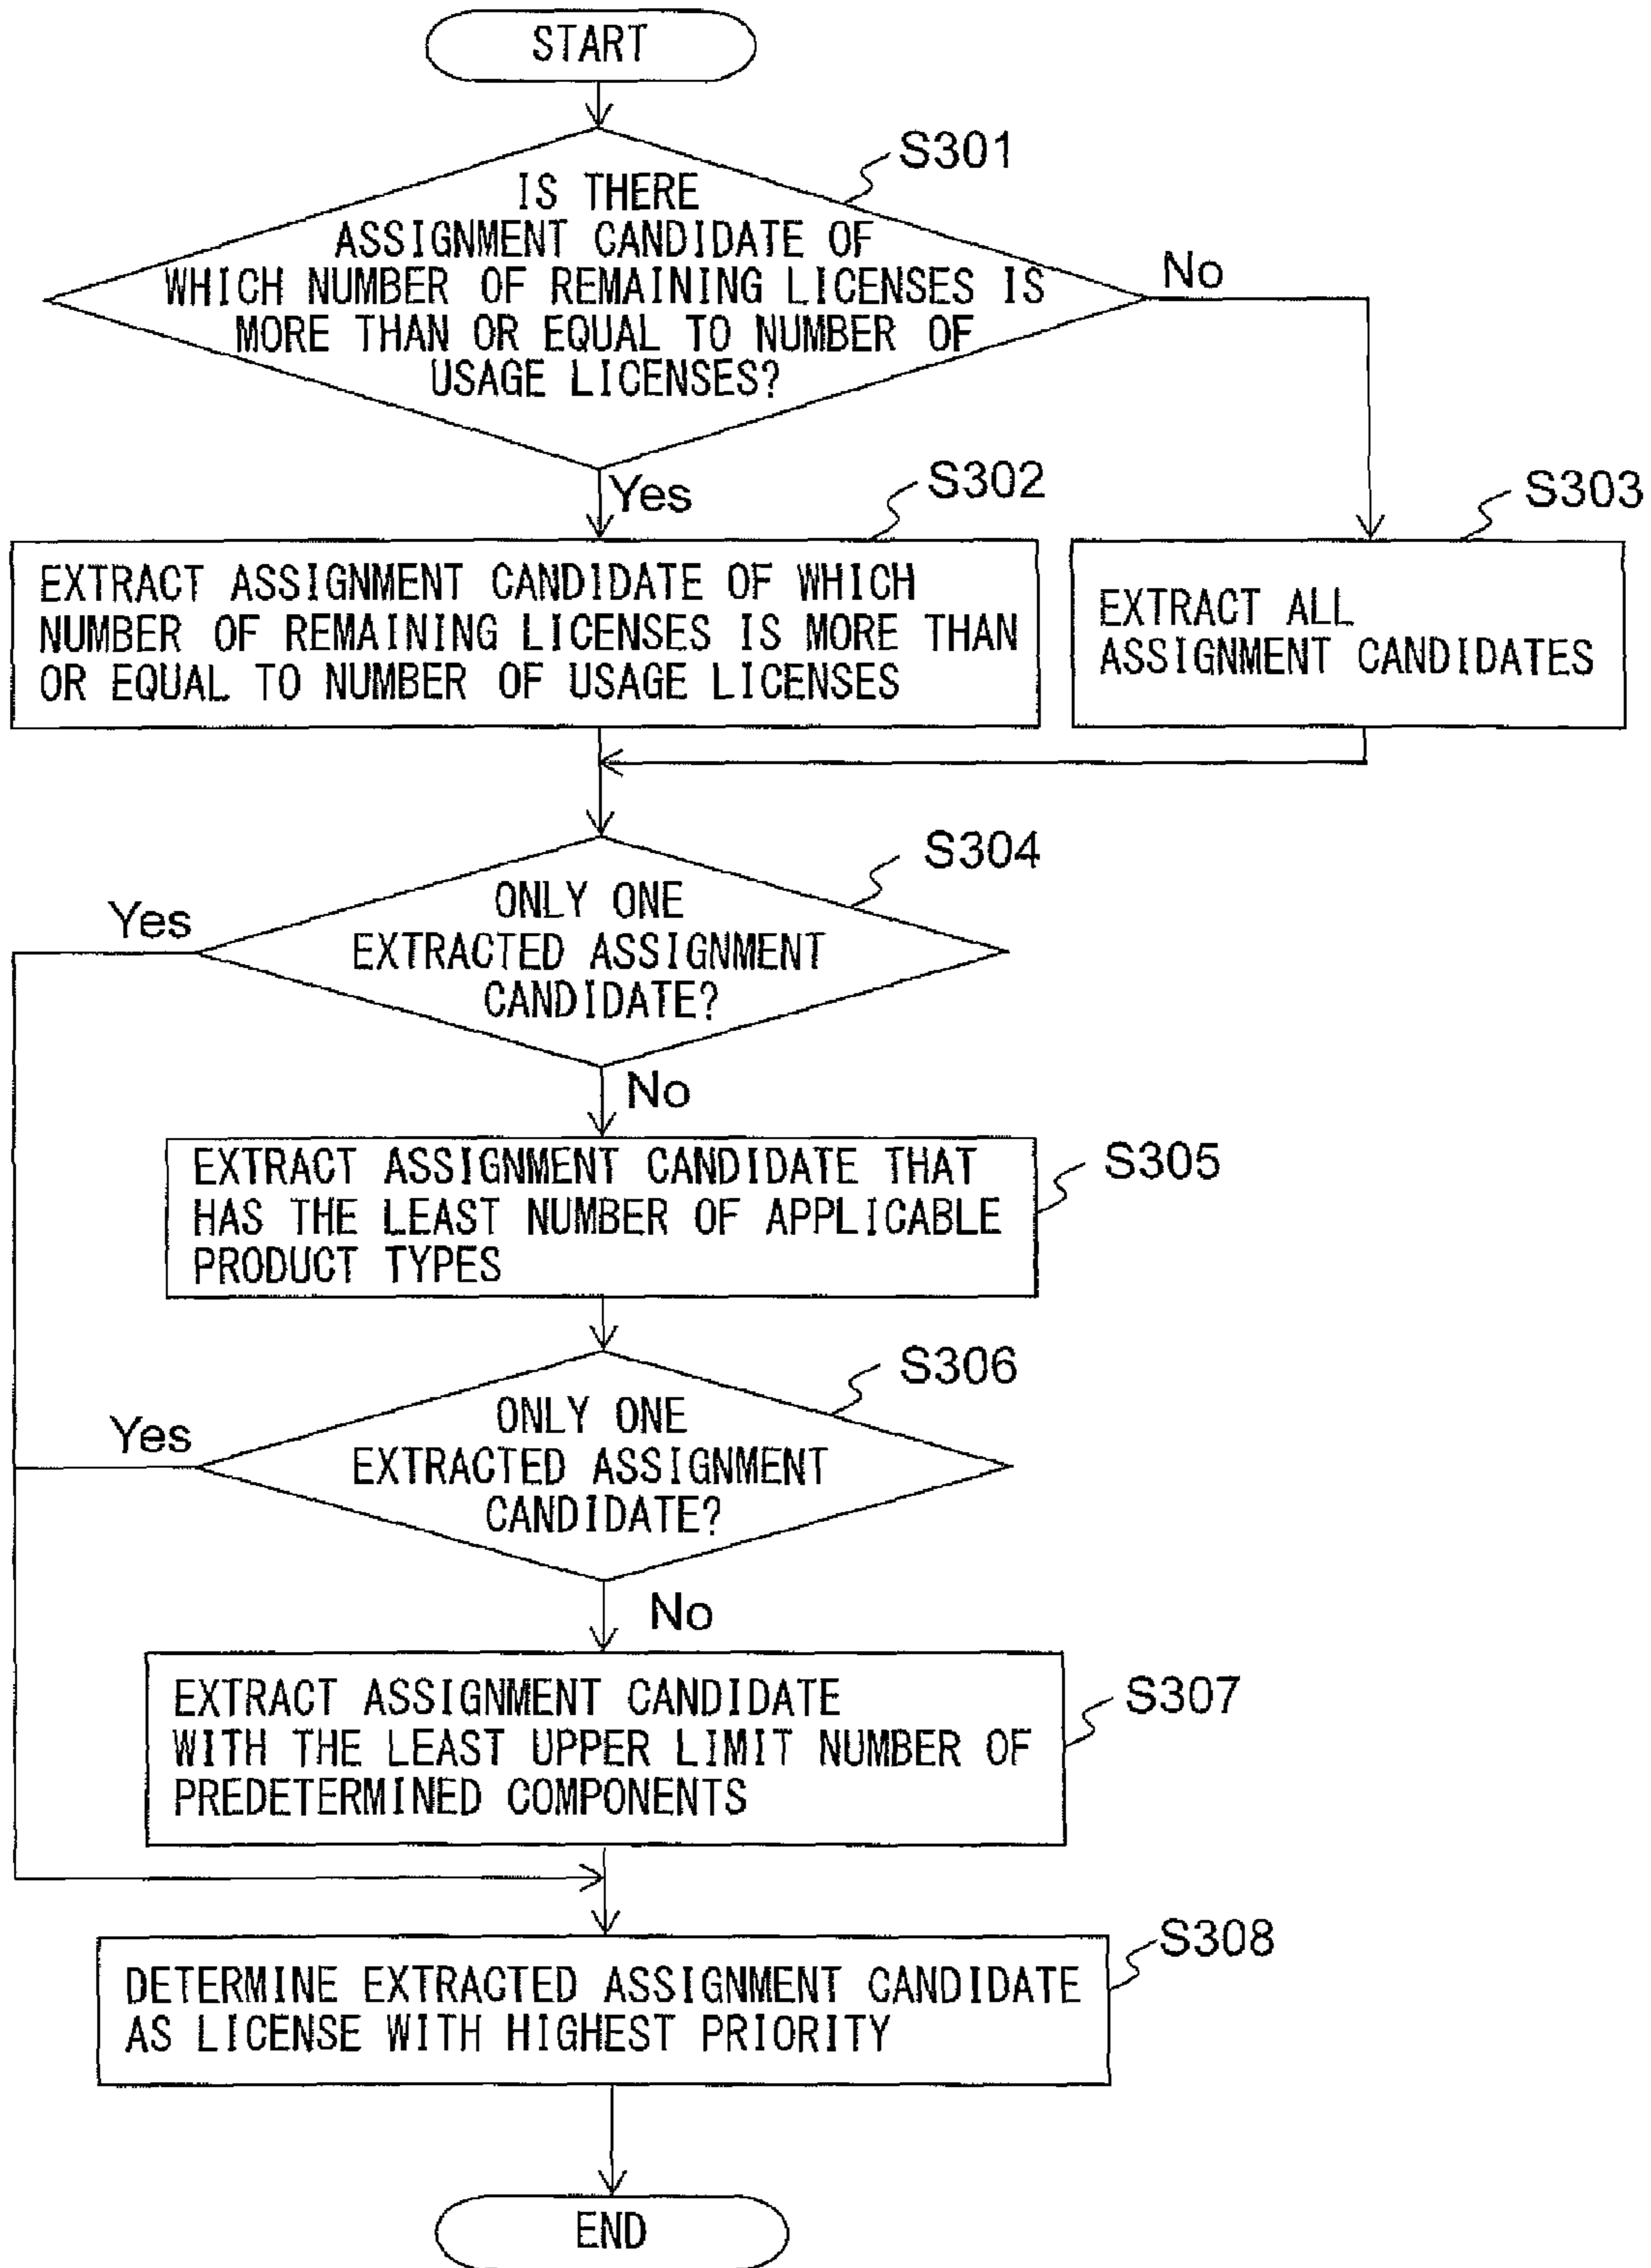 START
S301
IS THERE
ASSIGNMENT CANDIDATE OF
WHICH NUMBER OF REMAINING LICENSES IS
MORE THAN OR EQUAL TO NUMBER OF
USAGE LICENSES?
No
Yes
S302
EXTRACT ASSIGNMENT CANDIDATE OF WHICH
NUMBER OF REMAINING LICENSES IS MORE THAN
OR EQUAL TO NUMBER OF USAGE LICENSES
S303
EXTRACT ALL
ASSIGNMENT CANDIDATES
S304
ONLY ONE
EXTRACTED ASSIGNMENT
CANDIDATE?
Yes
No
S305
EXTRACT ASSIGNMENT CANDIDATE THAT
HAS THE LEAST NUMBER OF APPLICABLE
PRODUCT TYPES
S306
ONLY ONE
EXTRACTED ASSIGNMENT
CANDIDATE?
Yes
No
S307
EXTRACT ASSIGNMENT CANDIDATE
WITH THE LEAST UPPER LIMIT NUMBER OF
PREDETERMINED COMPONENTS
S308
DETERMINE EXTRACTED ASSIGNMENT CANDIDATE
AS LICENSE WITH HIGHEST PRIORITY
END